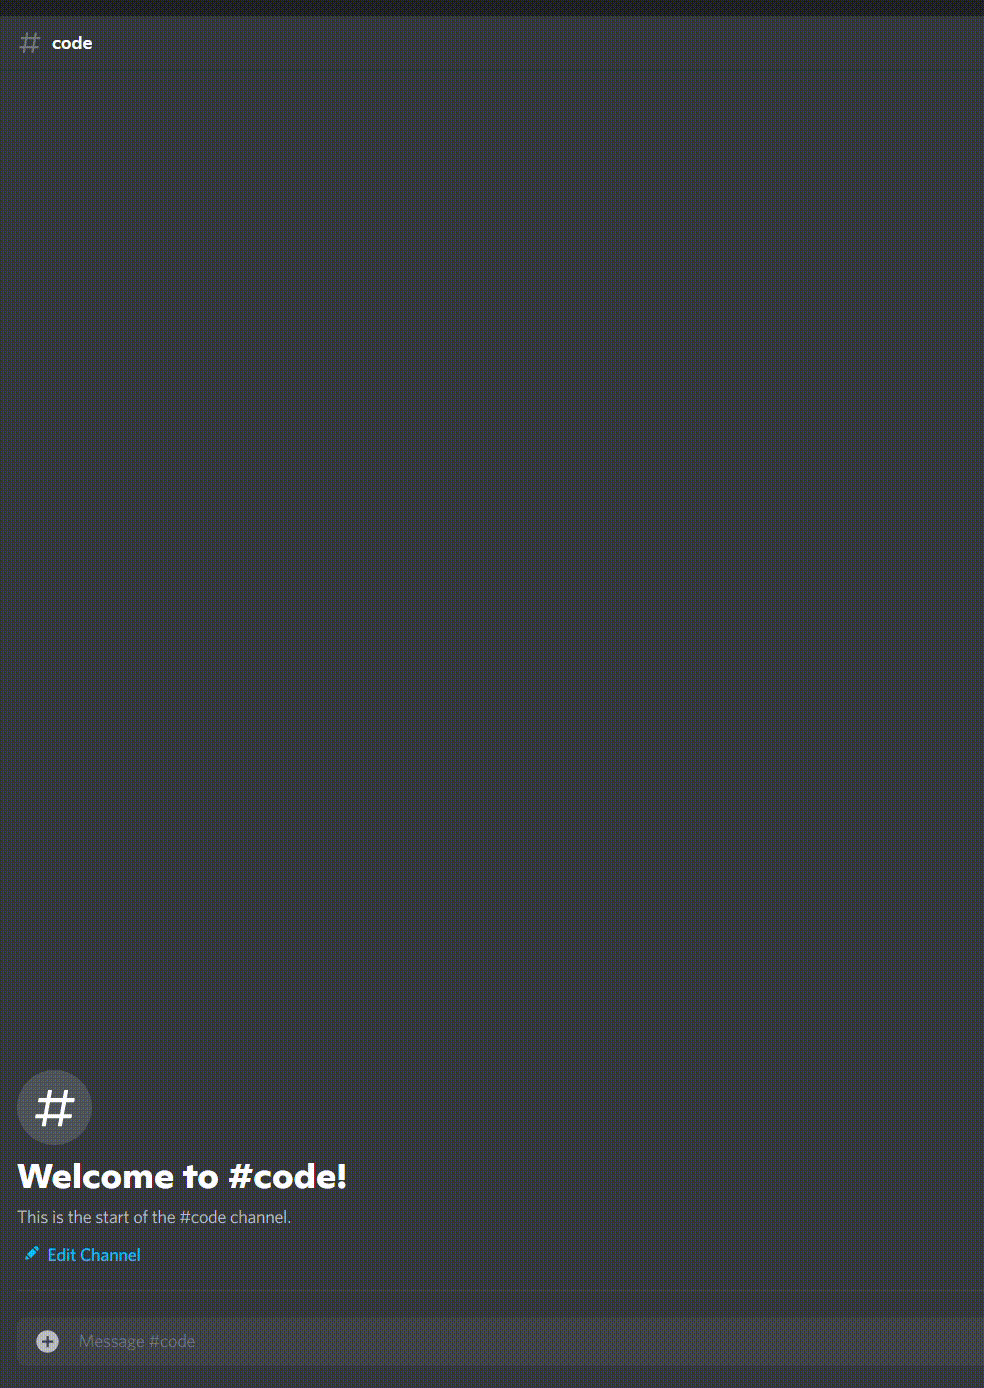 # code
#
Welcome to #code!
This is the start of the #code channel.
Edit Channel
Message #code